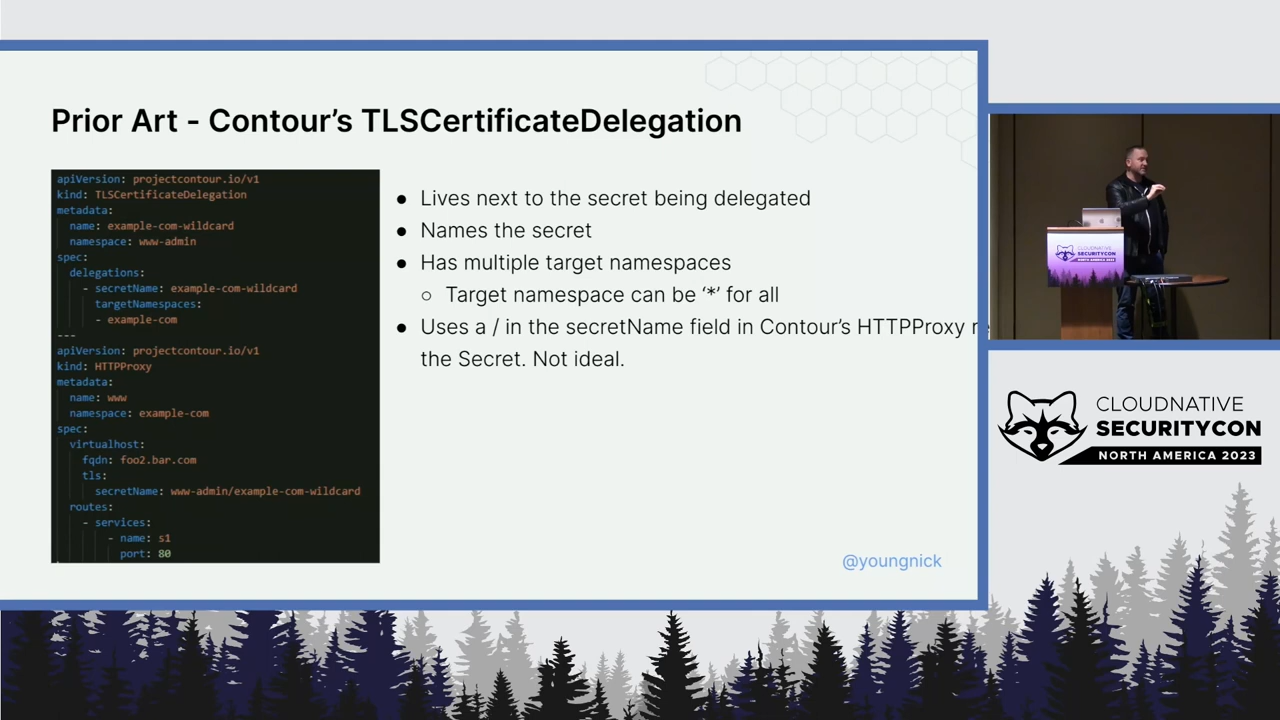 Prior Art - Contour's TLSCertificateDelegation
apiVersion: projectcontour.io/v1
kind: TLSCertificateDelegation
metadata:
  name: example-com-wildcard
  namespace: www-admin
spec:
  delegations:
    - secretName: example-com-wildcard
      targetNamespaces:
      - example-com
---
apiVersion: projectcontour.io/v1
kind: HTTPProxy
metadata:
  name: www
  namespace: example-com
spec:
  virtualhost:
    fqdn: foo2.bar.com
    tls:
      secretName: www-admin/example-com-wildcard
  routes:
    - services:
        - name: s1
          port: 80
● Lives next to the secret being delegated
● Names the secret
● Has multiple target namespaces
○ Target namespace can be ‘*’ for all
● Uses a / in the secretName field in Contour's HTTPProxy
the Secret. Not ideal.
@youngnick
CLOUDNATIVE
SECURITYCON
NORTH AMERICA 2023
CLOUDNATIVE
SECURITYCON
NORTH AMERICA 2023